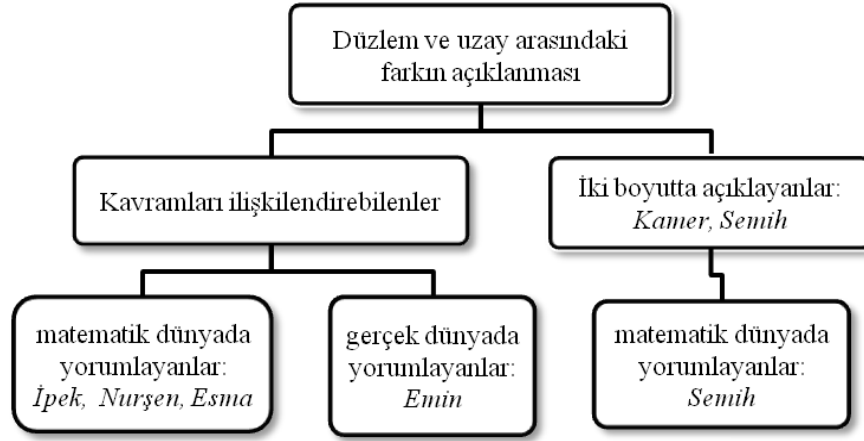 Düzlem ve uzay arasındaki
farkın açıklanması
Kavramları ilişkilendirebilenler
İki boyutta açıklayanlar:
Kamer, Semih
matematik dünyada
yorumlayanlar:
İpek, Nurşen, Esma
gerçek dünyada
yorumlayanlar:
Emin
matematik dünyada
yorumlayanlar:
Semih